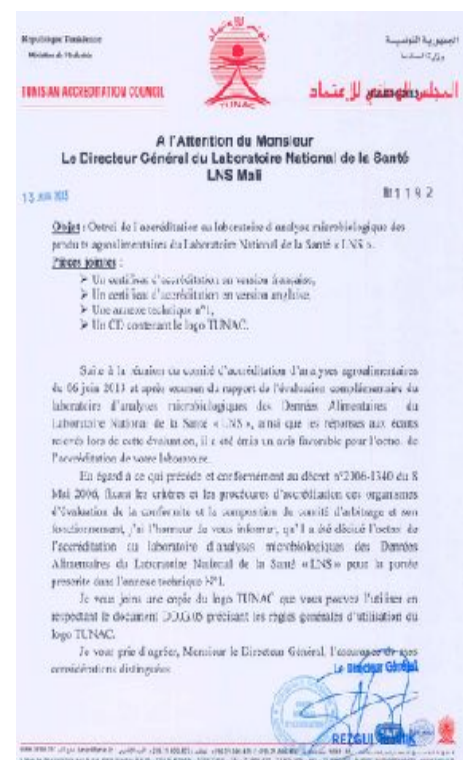 République Tunisienne
الجمهورية التونسية
TUNISIAN ACCREDITATION COUNCIL
TUNAC
A l'Attention du Monsieur
Le Directeur Général du Laboratoire National de la Santé
LNS Mali
1192
Objet : Octroi de l'accréditation au laboratoire d'analyse microbiologique des
produits agroalimentaires du Laboratoire National de la Santé « LNS ».
Pièces jointes :
➢ Un certificat d'accréditation en version française,
➢ Un certificat d'accréditation en version anglaise,
➢ Une annexe technique n°1,
➢ Un CD contenant le logo TUNAC.
Suite à la réunion du comité d'accréditation d'analyses agroalimentaires
du 06 juin 2013 et après examen du rapport de l'évaluation complémentaire du
laboratoire d'analyses microbiologiques des Denrées Alimentaires du
Laboratoire National de la Santé « LNS », ainsi que les réponses aux écarts
relevés lors de cette évaluation, il a été émis un avis favorable pour l'octroi de
l'accréditation de votre laboratoire.
En égard à ce qui précède et conformément au décret n°2006-1340 du 8
Mai 2006, fixant les critères et les procédures d'accréditation des organismes
d'évaluation de la conformité et la composition du comité d'arbitrage et son
fonctionnement, j'ai l'honneur de vous informer, qu'il a été décidé l'octroi de
l'accréditation au laboratoire d'analyses microbiologiques des Denrées
Alimentaires du Laboratoire National de la Santé « LNS » pour la portée
présente dans l'annexe technique N°1.
Je vous joins une copie du logo TUNAC que vous pouvez l'utiliser en
respectant le document DO.G.05 précisant les règles générales d'utilisation du
logo TUNAC.
Je vous prie d'agréer, Monsieur le Directeur Général, l'assurance de mes
considérations distinguées
Le Directeur Général
REZGUI